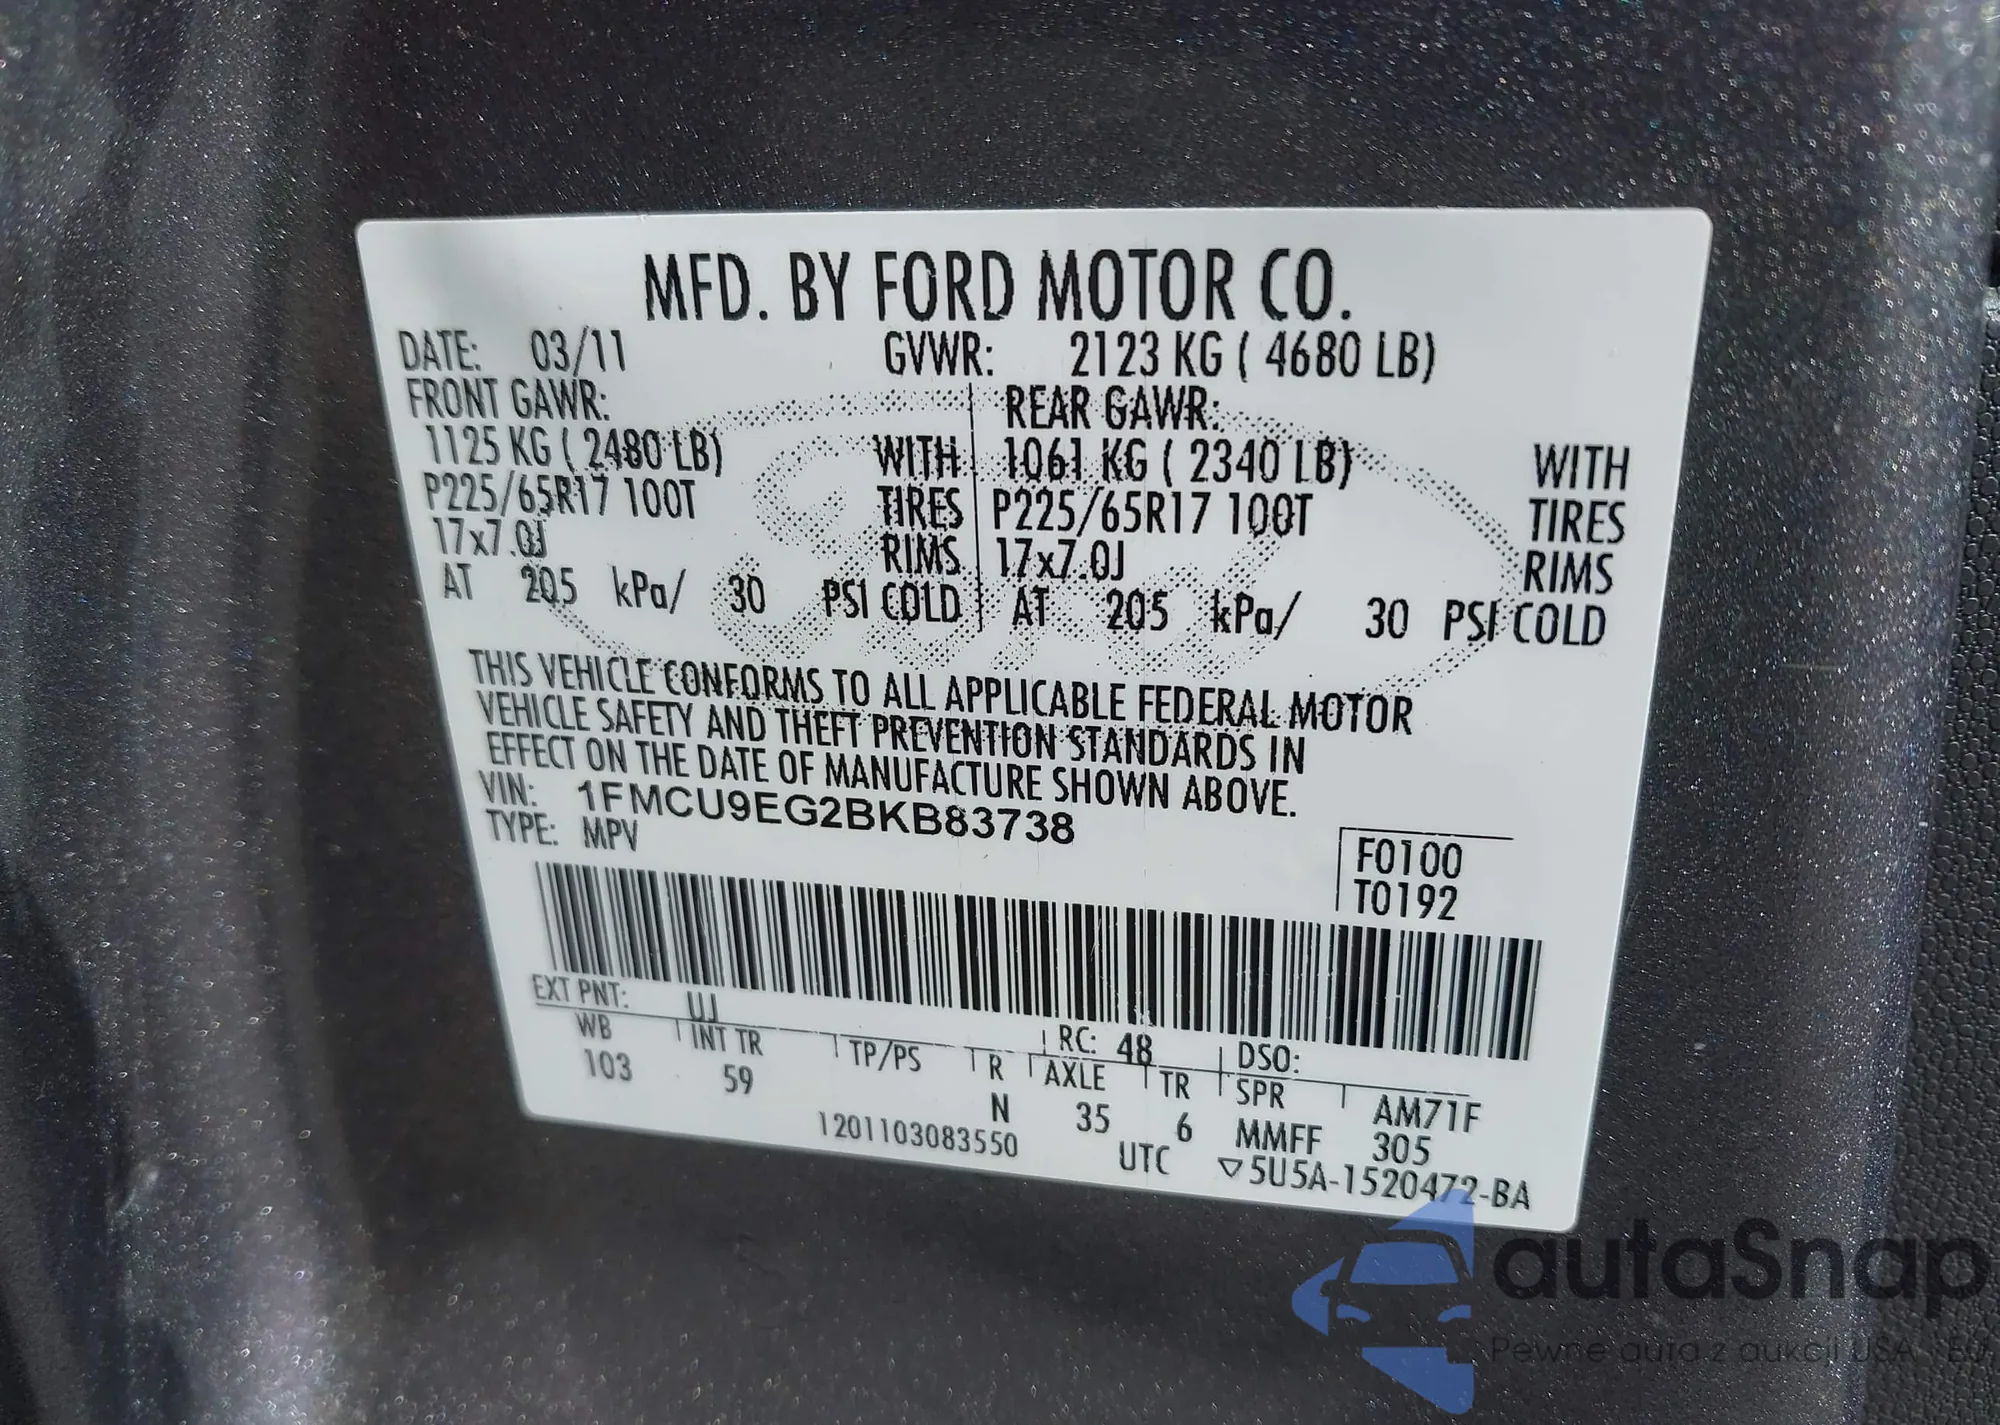 MFD. BY FORD MOTOR CO.
DATE: 03/11 GVWR: 2123 KG ( 4680 LB)
FRONT GAWR: REAR GAWR:
1125 KG ( 2480 LB) WITH 1061 KG ( 2340 LB) WITH
P225/65R17 100T TIRES P225/65R17 100T TIRES
17x7.0J RIMS 17x7.0J RIMS
AT 205 kPa/ 30 PSI COLD AT 205 kPa/ 30 PSI COLD
THIS VEHICLE CONFORMS TO ALL APPLICABLE FEDERAL MOTOR
VEHICLE SAFETY AND THEFT PREVENTION STANDARDS IN
EFFECT ON THE DATE OF MANUFACTURE SHOWN ABOVE.
VIN: 1FMCU9EG2BKB83738
TYPE: MPV
F0100
T0192
EXT PNT: UJ RC: 48 DSO:
WB INT TR TP/PS R AXLE TR SPR AM71F
103 59 N 35 6 MMFF 305
1201103083550 UTC ▽5U5A-1520472-BA
autaSnap
Pewne auta z aukcji USA i EU